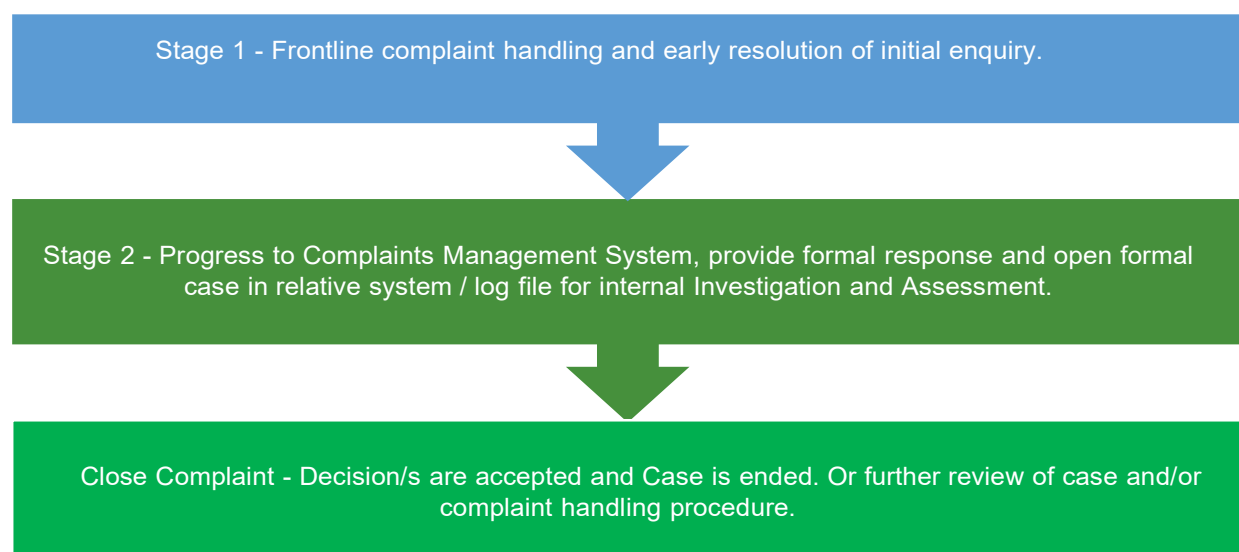 Stage 1 - Frontline complaint handling and early resolution of initial enquiry.
Stage 2 - Progress to Complaints Management System, provide formal response and open formal
case in relative system / log file for internal Investigation and Assessment.
Close Complaint - Decision/s are accepted and Case is ended. Or further review of case and/or
complaint handling procedure.